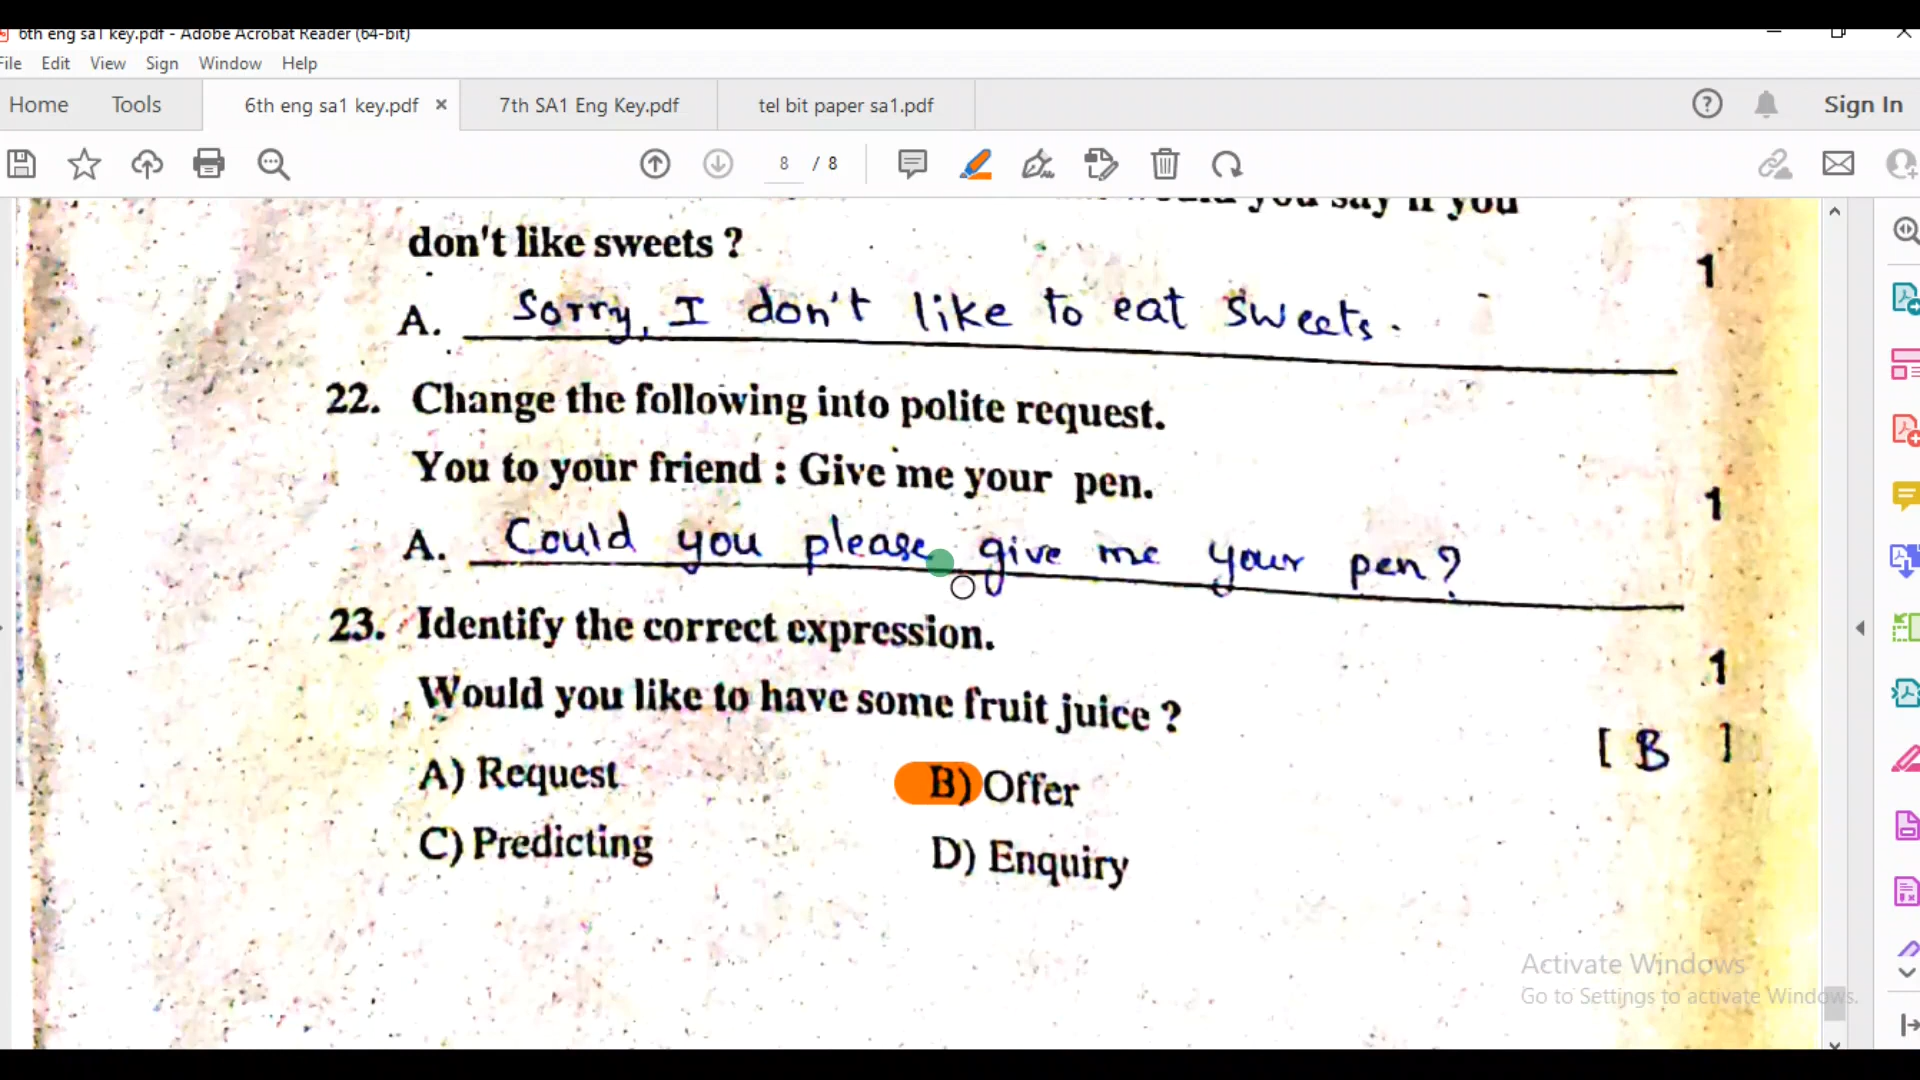 6th eng sa1 key.pdf - Adobe Acrobat Reader (64-bit)
File Edit View Sign Window Help
Home Tools 6th eng sa1 key.pdf × 7th SA1 Eng Key.pdf tel bit paper sa1.pdf Sign In
8 / 8
would you say if you
don't like sweets ?
1
A. Sorry, I don't like to eat sweets.
22. Change the following into polite request.
You to your friend : Give me your pen.
1
A. Could you please give me your pen?
23. Identify the correct expression.
1
Would you like to have some fruit juice ?
[ B ]
A) Request B) Offer
C) Predicting D) Enquiry
Activate Windows
Go to Settings to activate Windows.